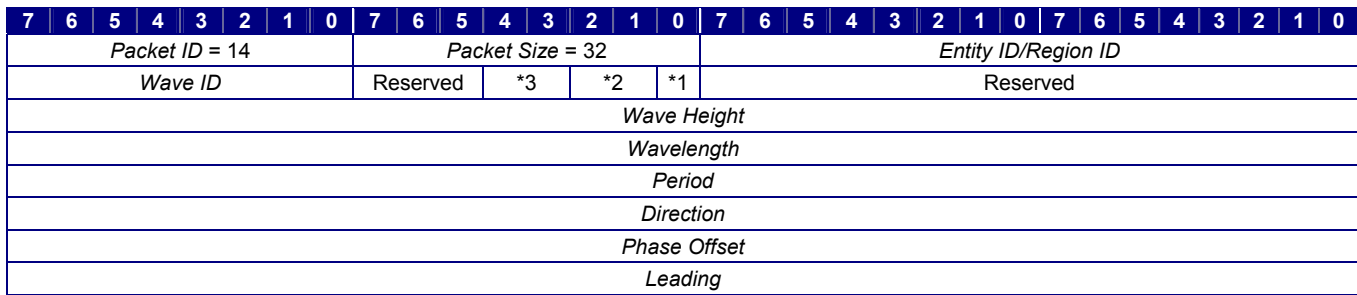 7 6 5 4 3 2 1 0 7 6 5 4 3 2 1 0 7 6 5 4 3 2 1 0 7 6 5 4 3 2 1 0
Packet ID = 14 Packet Size = 32 Entity ID/Region ID
Wave ID Reserved *3 *2 *1 Reserved
Wave Height
Wavelength
Period
Direction
Phase Offset
Leading